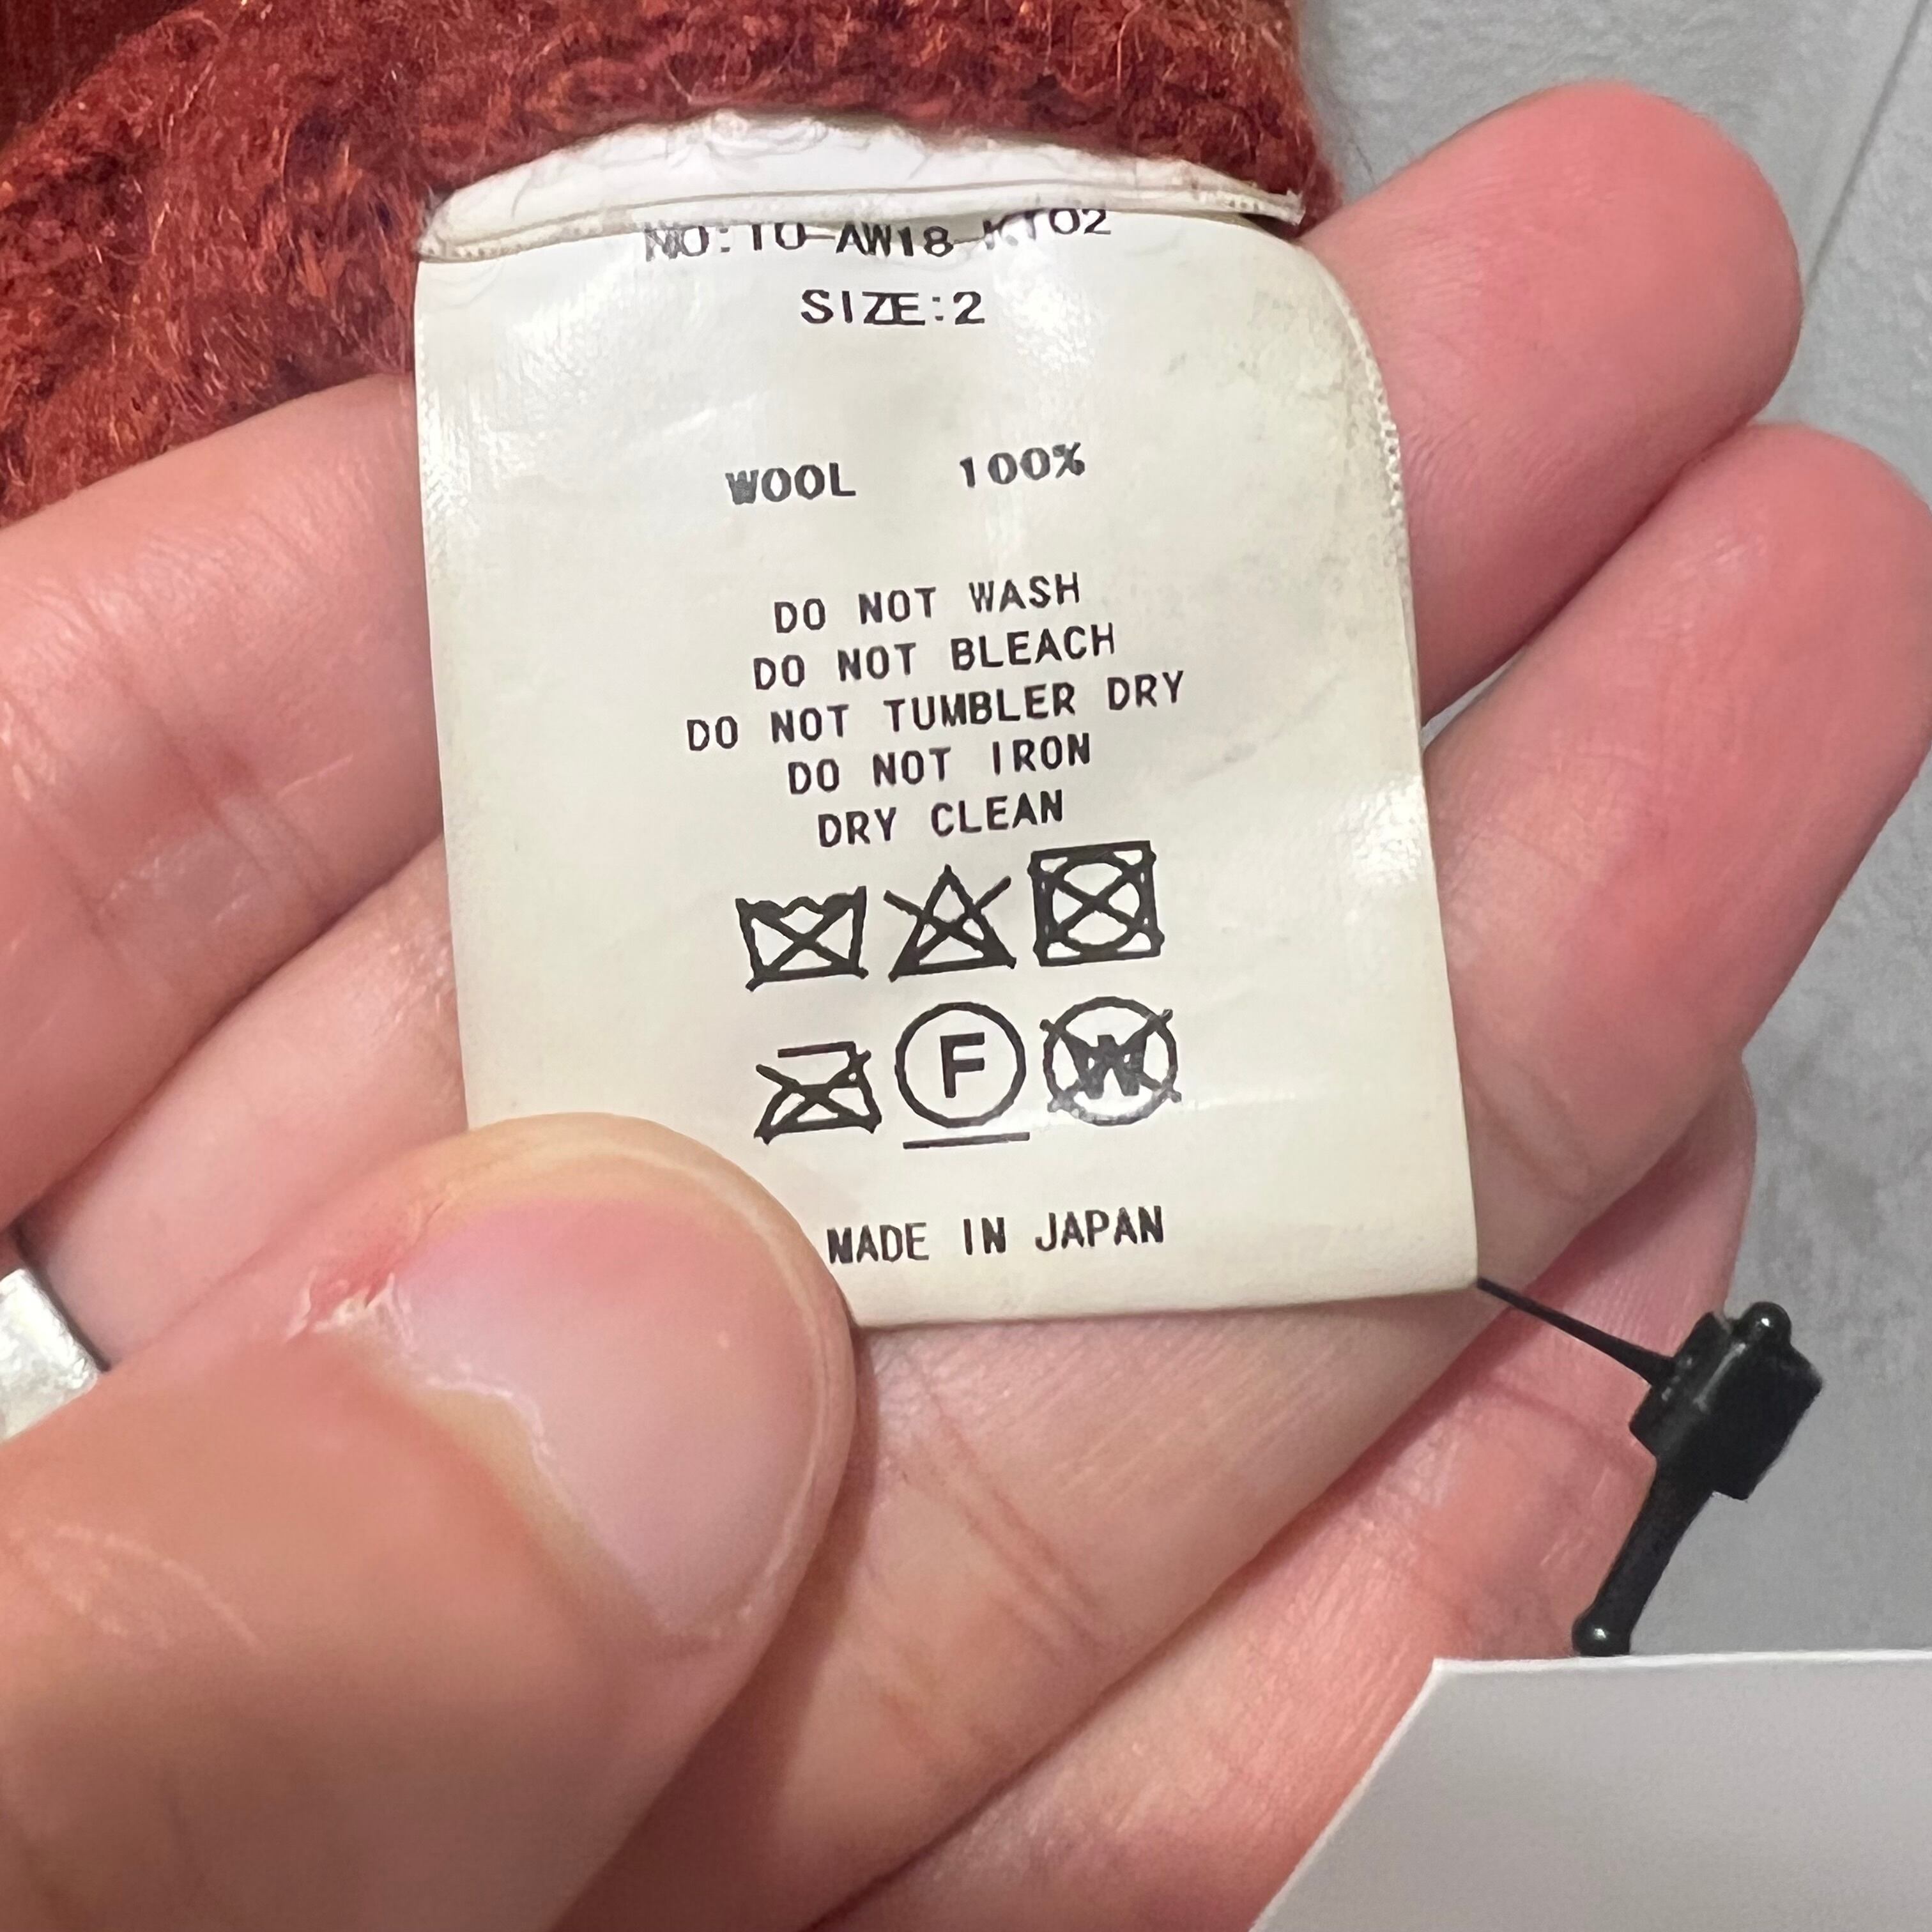 NO:TO-AW18-KT02
SIZE:2
WOOL 100%
DO NOT WASH
DO NOT BLEACH
DO NOT TUMBLER DRY
DO NOT IRON
DRY CLEAN
F W
MADE IN JAPAN